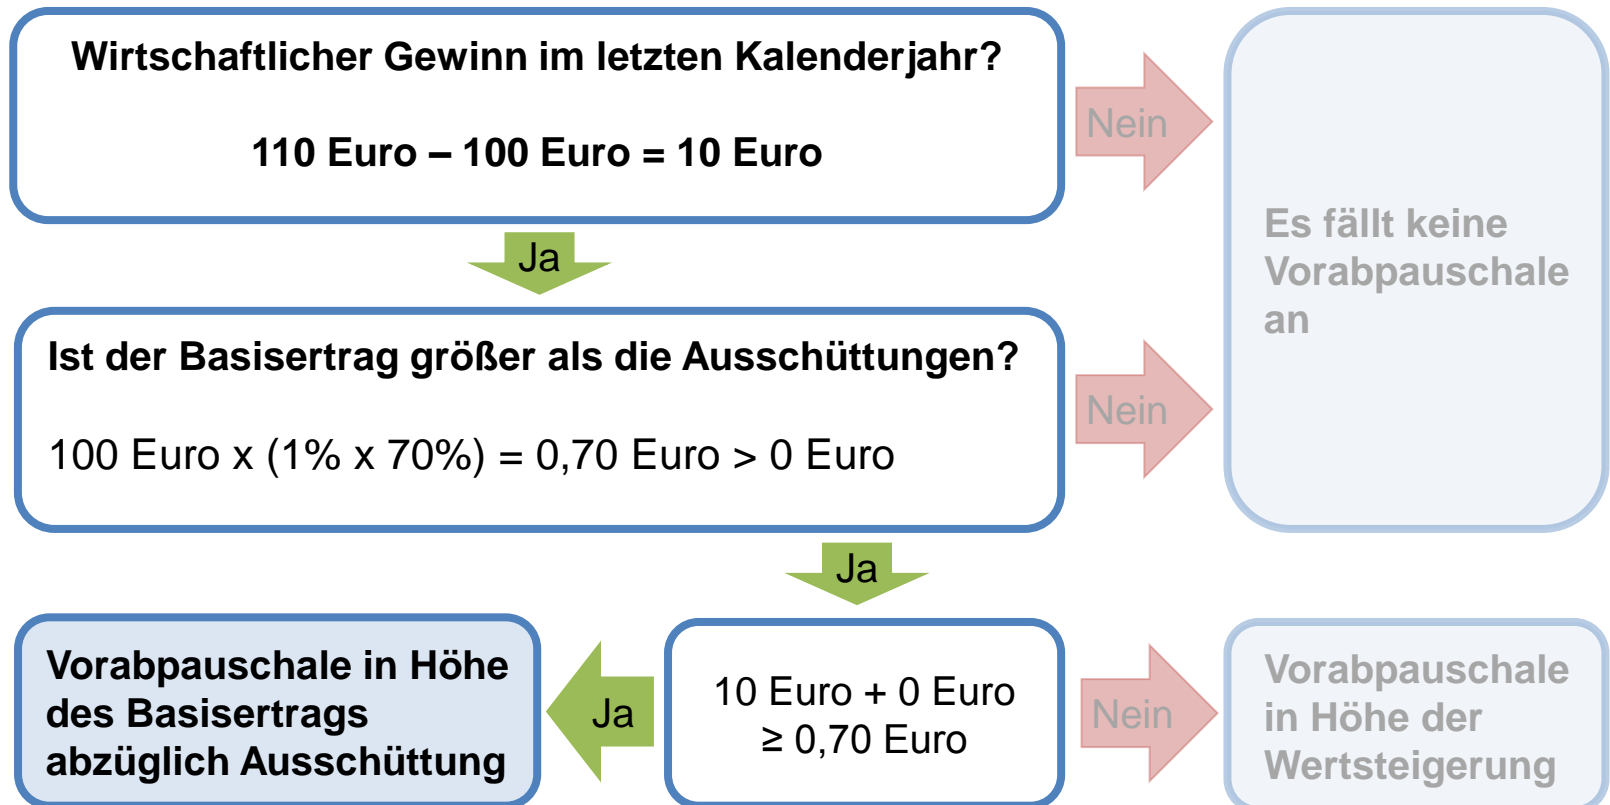 Wirtschaftlicher Gewinn im letzten Kalenderjahr?
110 Euro – 100 Euro = 10 Euro
Nein
Es fällt keine
Vorabpauschale
an
Ja
Ist der Basisertrag größer als die Ausschüttungen?
100 Euro x (1% x 70%) = 0,70 Euro > 0 Euro
Nein
Ja
Vorabpauschale in Höhe
des Basisertrags
abzüglich Ausschüttung
Ja
10 Euro + 0 Euro
≥ 0,70 Euro
Nein
Vorabpauschale
in Höhe der
Wertsteigerung